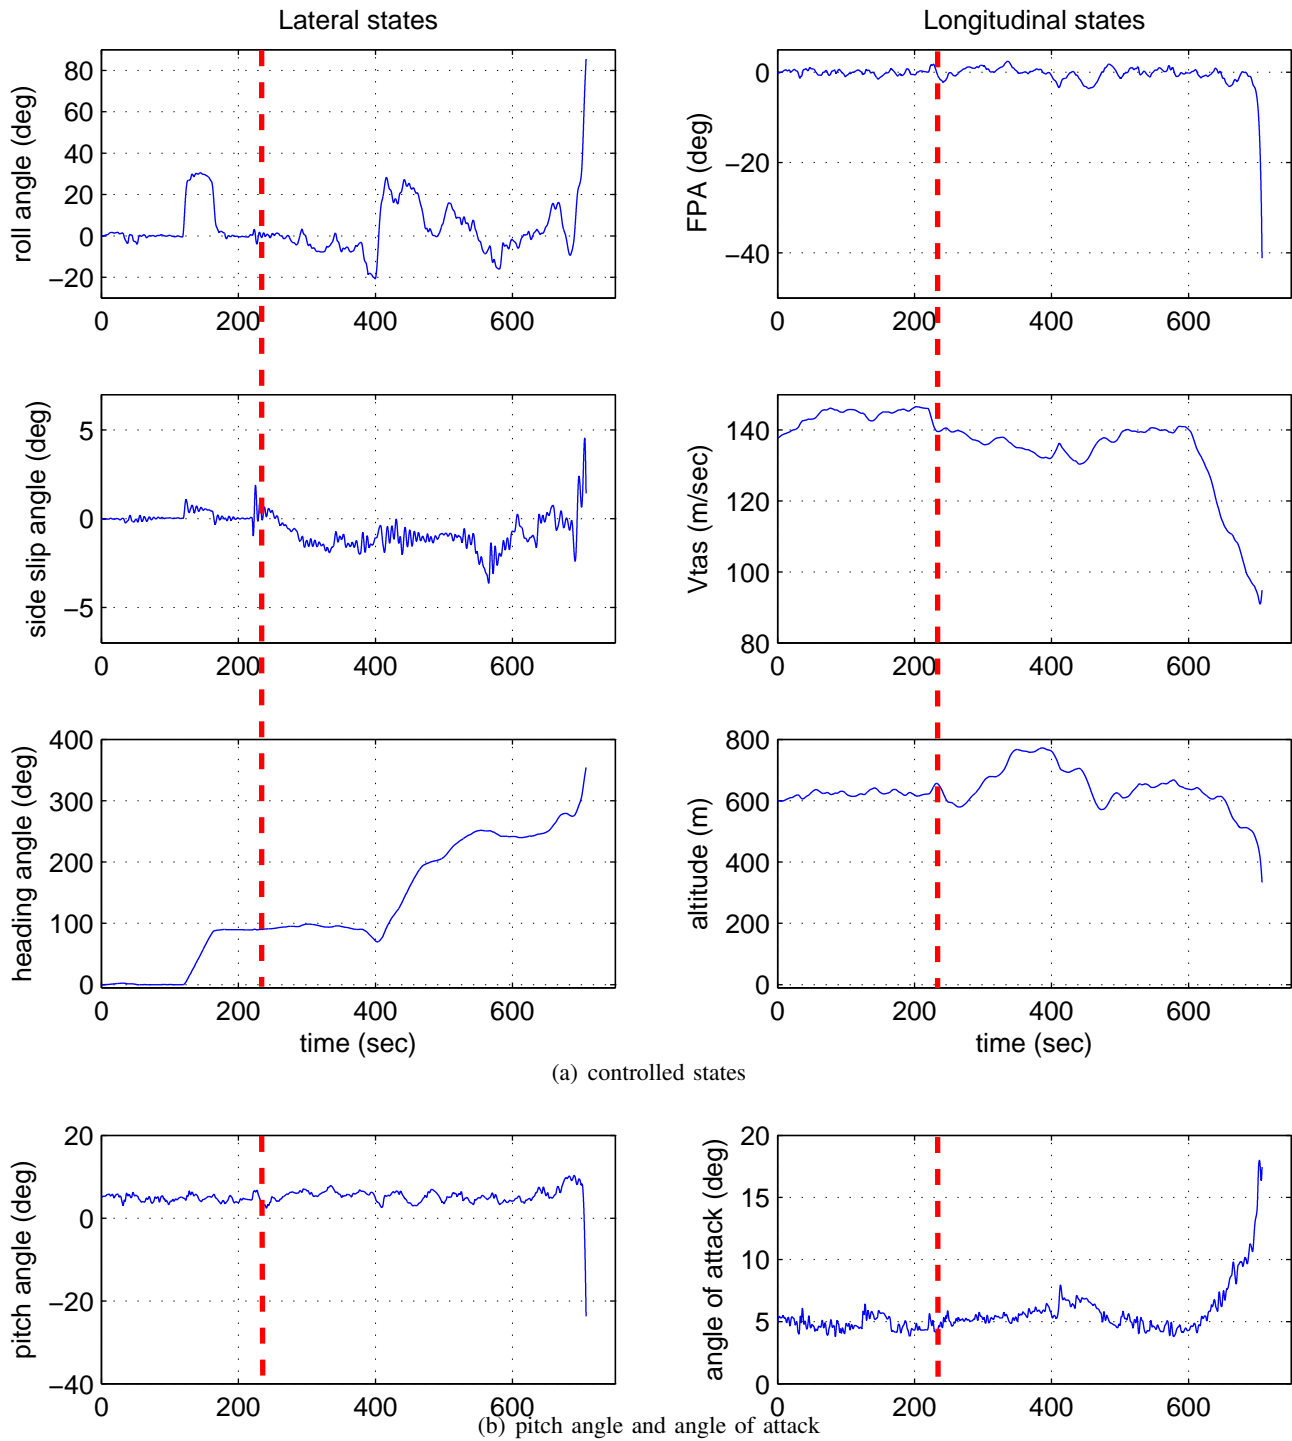 Lateral states
Longitudinal states
roll angle (deg)
80
60
40
20
0
−20
0 200 400 600
FPA (deg)
0
−20
−40
0 200 400 600
side slip angle (deg)
5
0
−5
0 200 400 600
Vtas (m/sec)
140
120
100
80
0 200 400 600
heading angle (deg)
400
300
200
100
0
0 200 400 600
time (sec)
altitude (m)
800
600
400
200
0
0 200 400 600
time (sec)
(a) controlled states
pitch angle (deg)
20
0
−20
−40
0 200 400 600
angle of attack (deg)
20
15
10
5
0
0 200 400 600
(b) pitch angle and angle of attack